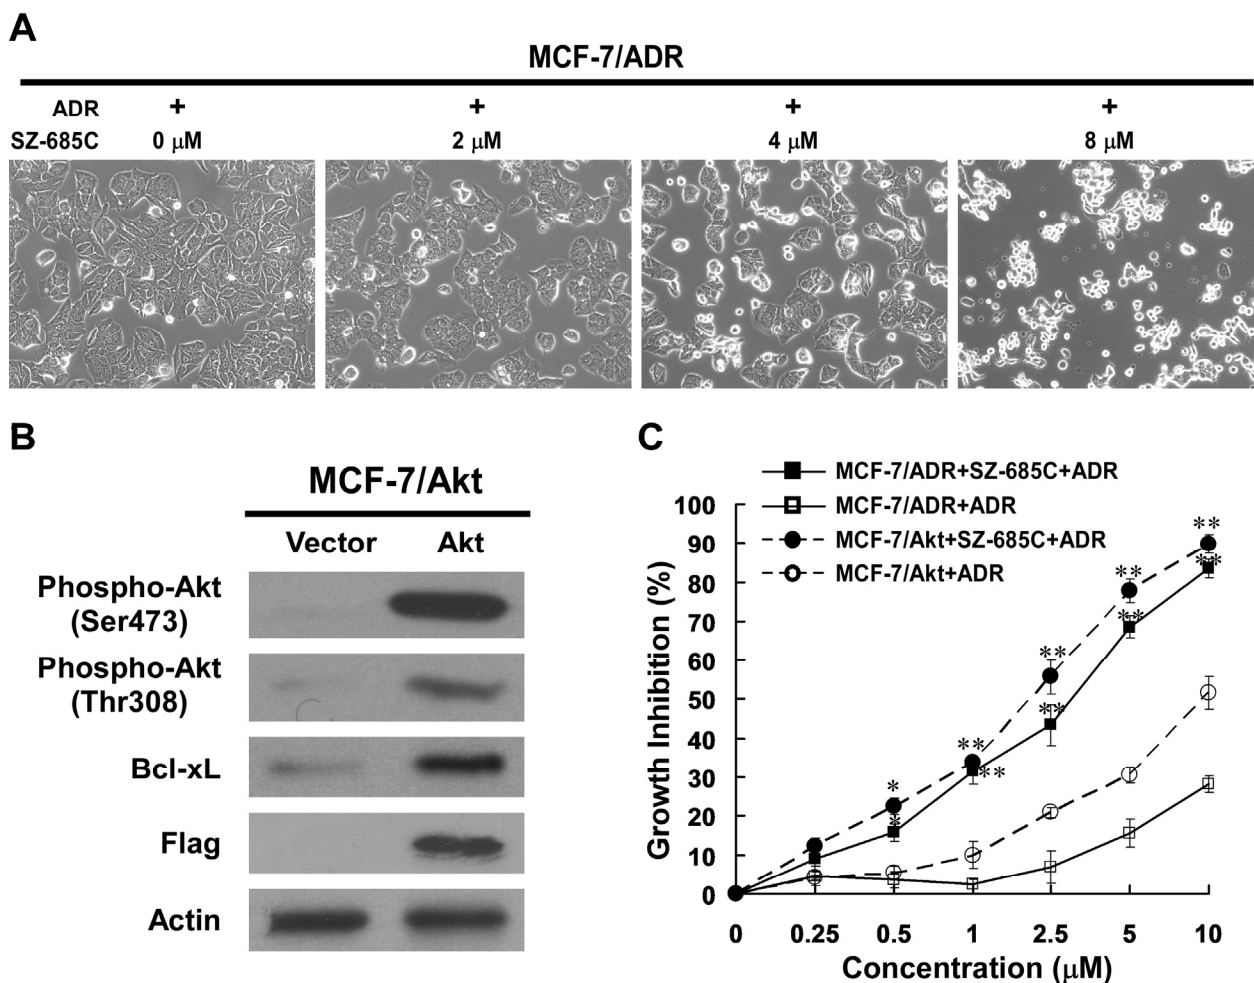 A
MCF-7/ADR
ADR + + + +
SZ-685C 0 μM 2 μM 4 μM 8 μM
B
MCF-7/Akt
Vector Akt
Phospho-Akt
(Ser473)
Phospho-Akt
(Thr308)
Bcl-xL
Flag
Actin
C
MCF-7/ADR+SZ-685C+ADR
MCF-7/ADR+ADR
MCF-7/Akt+SZ-685C+ADR
MCF-7/Akt+ADR
Growth Inhibition (%)
100
90
80
70
60
50
40
30
20
10
0
** ** ** ** ** ** ** ** * *
0 0.25 0.5 1 2.5 5 10
Concentration (μM)